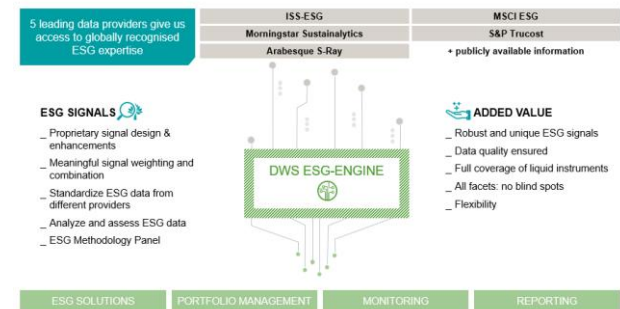 5 leading data providers give us
access to globally recognised
ESG expertise
ISS-ESG
MSCI ESG
Morningstar Sustainalytics
S&P Trucost
Arabesque S-Ray
+ publicly available information
ESG SIGNALS
_ Proprietary signal design &
enhancements
_ Meaningful signal weighting and
combination
_ Standardize ESG data from
different providers
_ Analyze and assess ESG data
_ ESG Methodology Panel
DWS ESG-ENGINE
ADDED VALUE
_ Robust and unique ESG signals
_ Data quality ensured
_ Full coverage of liquid instruments
_ All facets: no blind spots
_ Flexibility
ESG SOLUTIONS
PORTFOLIO MANAGEMENT
MONITORING
REPORTING